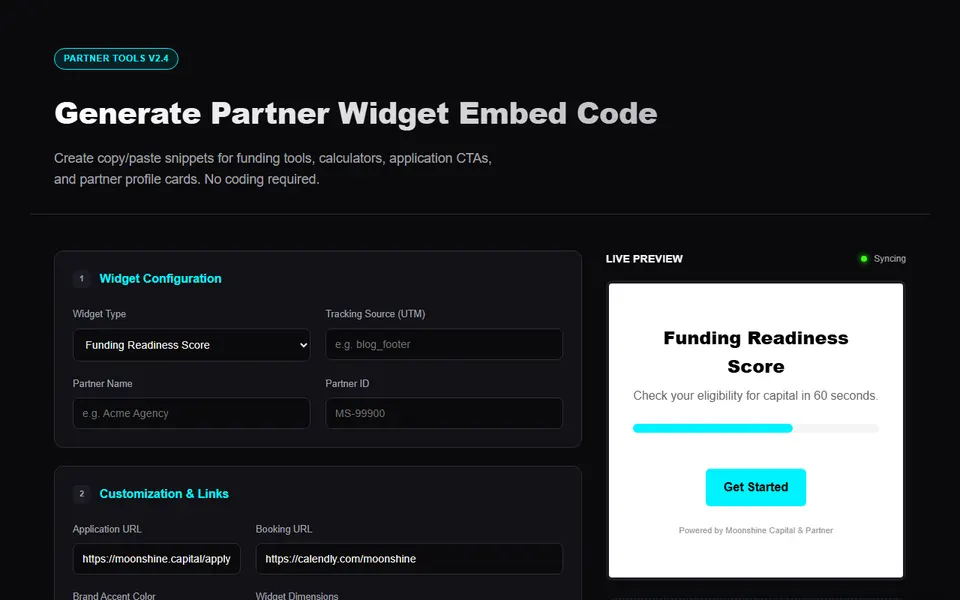 PARTNER TOOLS V2.4
Generate Partner Widget Embed Code
Create copy/paste snippets for funding tools, calculators, application CTAs,
and partner profile cards. No coding required.
1 Widget Configuration
Widget Type
Tracking Source (UTM)
Funding Readiness Score
e.g. blog_footer
Partner Name
Partner ID
e.g. Acme Agency
MS-99900
2 Customization & Links
Application URL
Booking URL
https://moonshine.capital/apply
https://calendly.com/moonshine
Brand Accent Color
Widget Dimensions
LIVE PREVIEW
Syncing
Funding Readiness
Score
Check your eligibility for capital in 60 seconds.
Get Started
Powered by Moonshine Capital & Partner